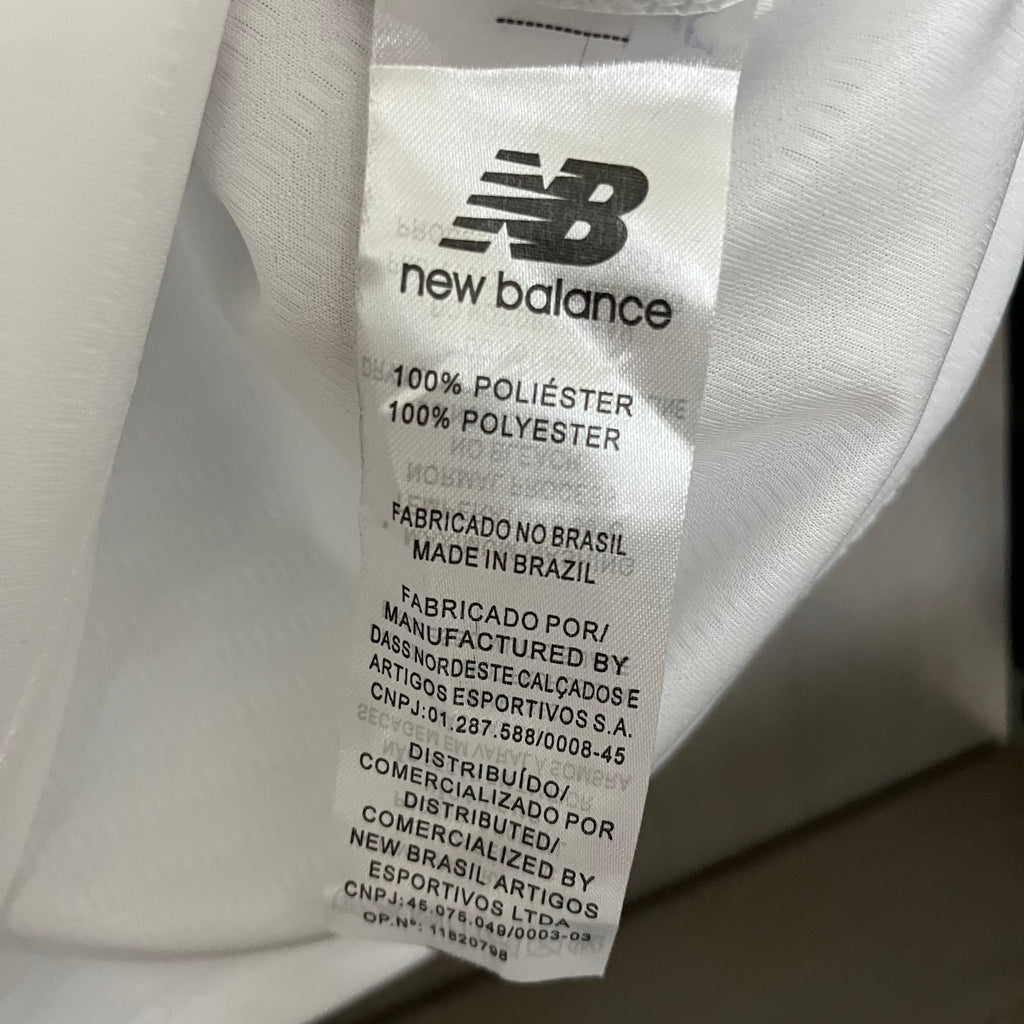 NB
new balance
100% POLIÉSTER
100% POLYESTER
FABRICADO NO BRASIL
MADE IN BRAZIL
FABRICADO POR/
MANUFACTURED BY
DASS NORDESTE CALÇADOS E
ARTIGOS ESPORTIVOS S.A.
CNPJ:01.287.588/0008-45
DISTRIBUÍDO/
COMERCIALIZADO POR
DISTRIBUTED/
COMERCIALIZED BY
NEW BRASIL ARTIGOS
ESPORTIVOS LTDA
CNPJ:45.075.049/0003-03
OP.Nº: 11820798